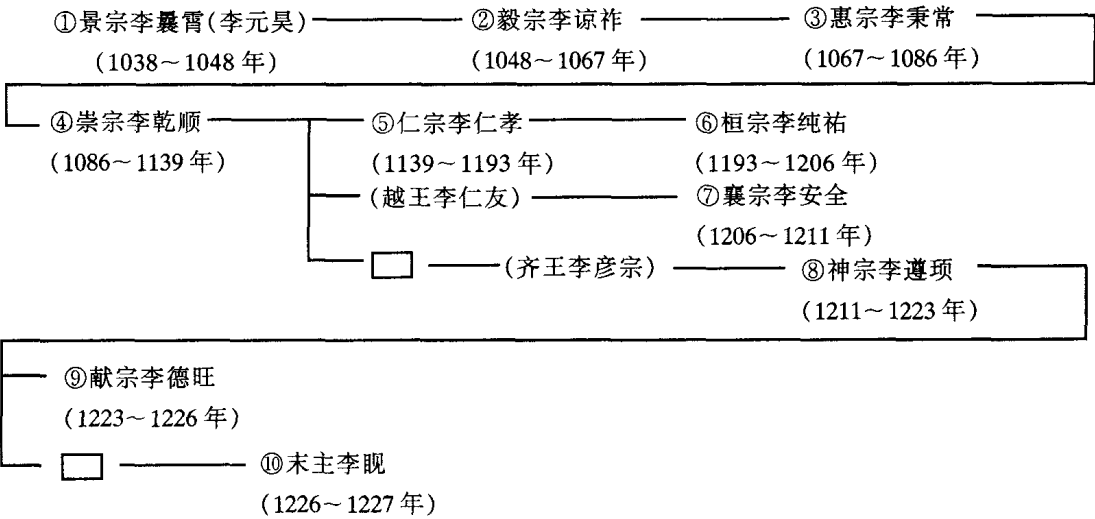 ①景宗李曩霄(李元昊) ②毅宗李谅祚 ③惠宗李秉常
(1038～1048年) (1048～1067年) (1067～1086年)
④崇宗李乾顺 ⑤仁宗李仁孝 ⑥桓宗李纯祐
(1086～1139年) (1139～1193年) (1193～1206年)
(越王李仁友) ⑦襄宗李安全
(1206～1211年)
(齐王李彦宗) ⑧神宗李遵顼
(1211～1223年)
⑨献宗李德旺
(1223～1226年)
⑩末主李睍
(1226～1227年)